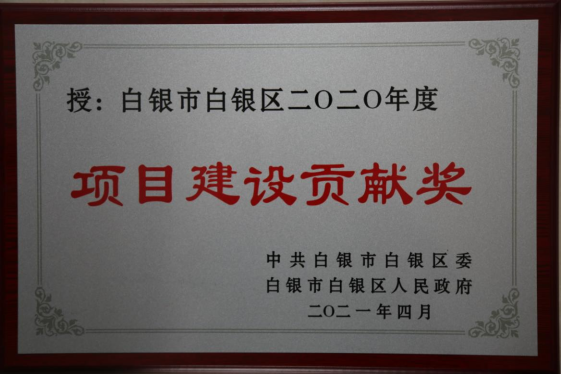 授：白银市白银区二〇二〇年度
项目建设贡献奖
中共白银市白银区委
白银市白银区人民政府
二〇二一年四月